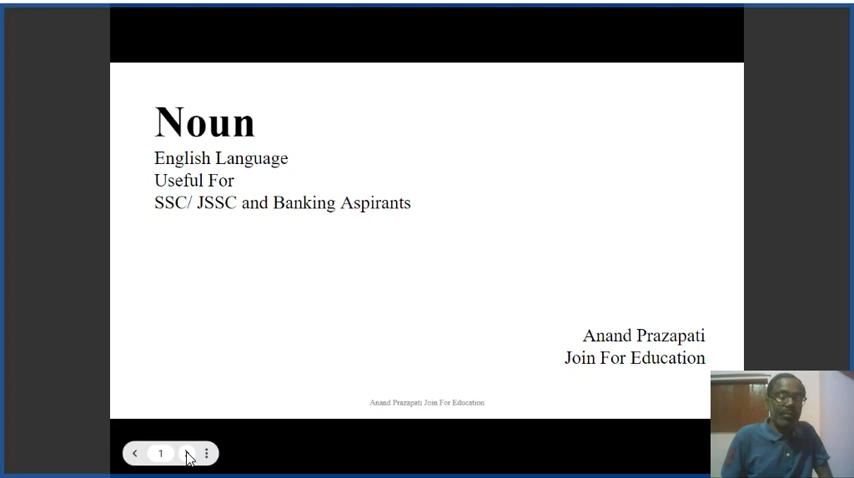 Noun
English Language
Useful For
SSC/ JSSC and Banking Aspirants
Anand Prazapati
Join For Education
Anand Prazapati Join For Education
1